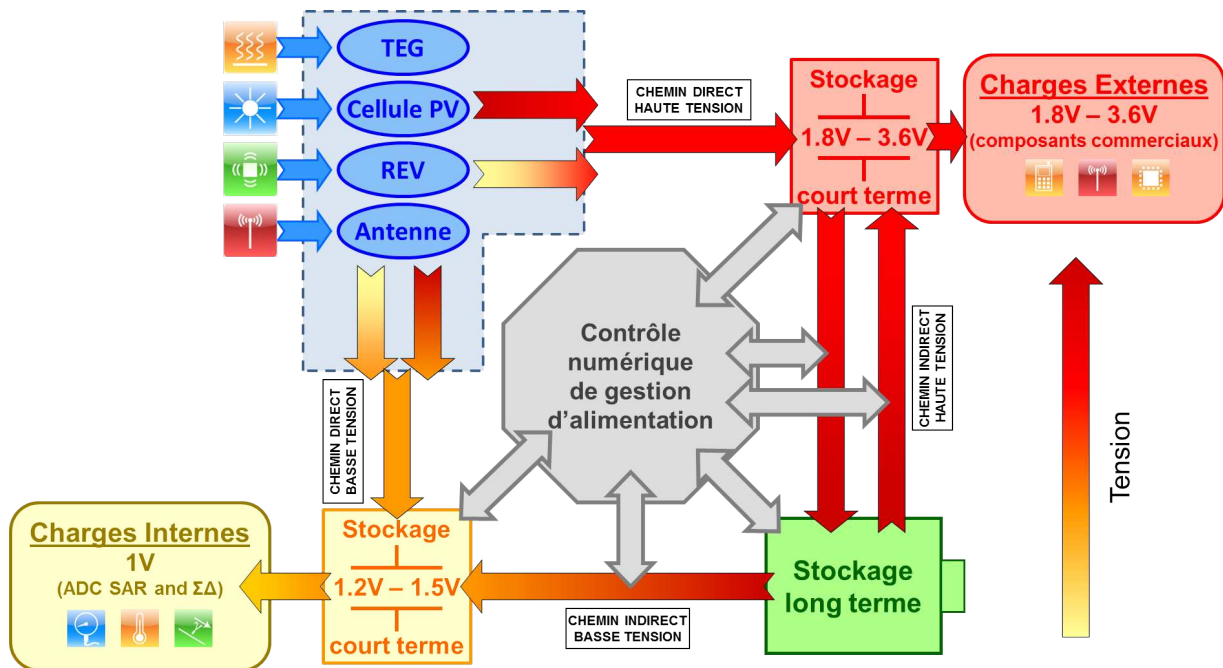 TEG
Cellule PV
REV
Antenne
CHEMIN DIRECT
HAUTE TENSION
Stockage
1.8V – 3.6V
court terme
Charges Externes
1.8V – 3.6V
(composants commerciaux)
Contrôle
numérique
de gestion
d’alimentation
CHEMIN INDIRECT
HAUTE TENSION
Tension
CHEMIN DIRECT
BASSE TENSION
Charges Internes
1V
(ADC SAR and ΣΔ)
Stockage
1.2V – 1.5V
court terme
CHEMIN INDIRECT
BASSE TENSION
Stockage
long terme